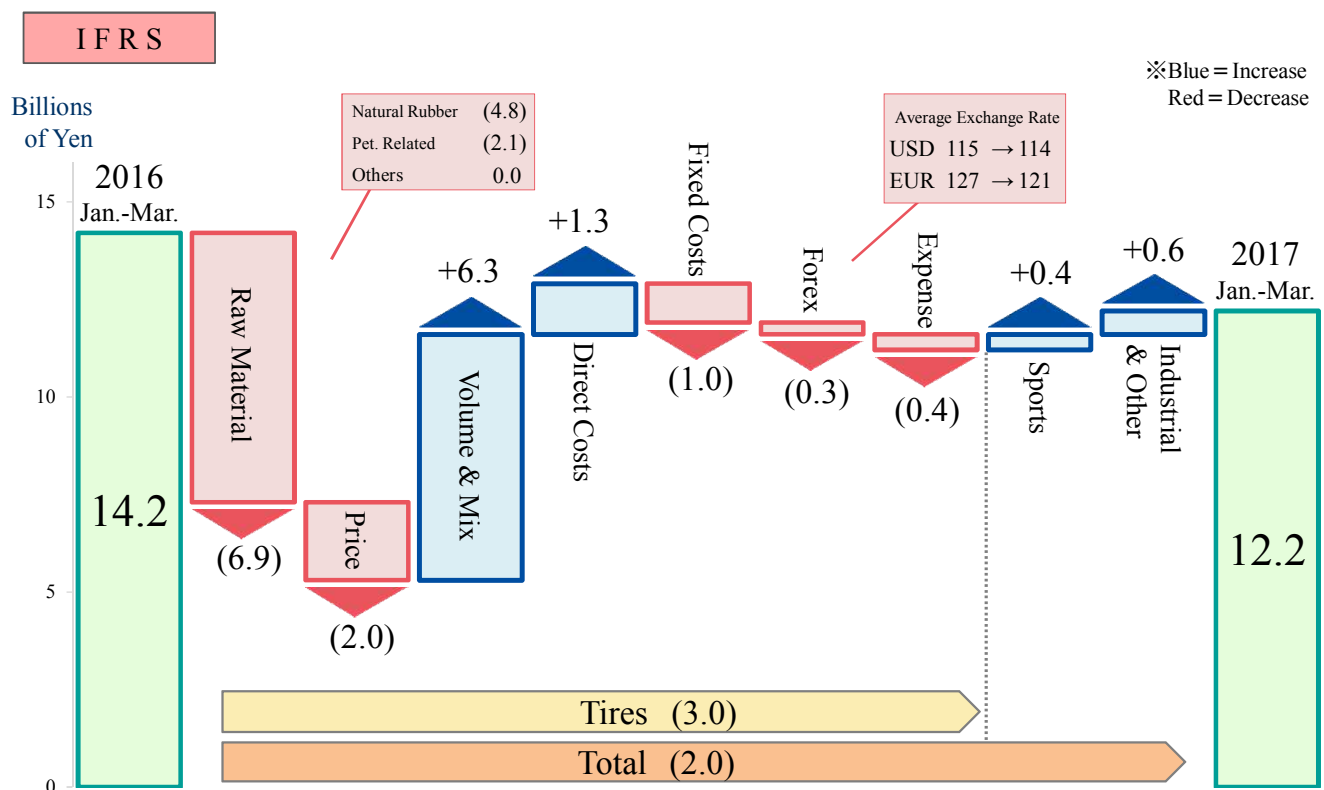 I F R S
※Blue＝Increase
Red＝Decrease
Billions
of Yen
Natural Rubber (4.8)
Pet. Related (2.1)
Others 0.0
Average Exchange Rate
USD 115 →114
EUR 127 →121
15
10
5
0
2016
Jan.-Mar.
14.2
Raw Material
(6.9)
Price
(2.0)
+6.3
Volume & Mix
+1.3
Direct Costs
Fixed Costs
(1.0)
Forex
(0.3)
Expense
(0.4)
+0.4
Sports
+0.6
Industrial
& Other
2017
Jan.-Mar.
12.2
Tires (3.0)
Total (2.0)